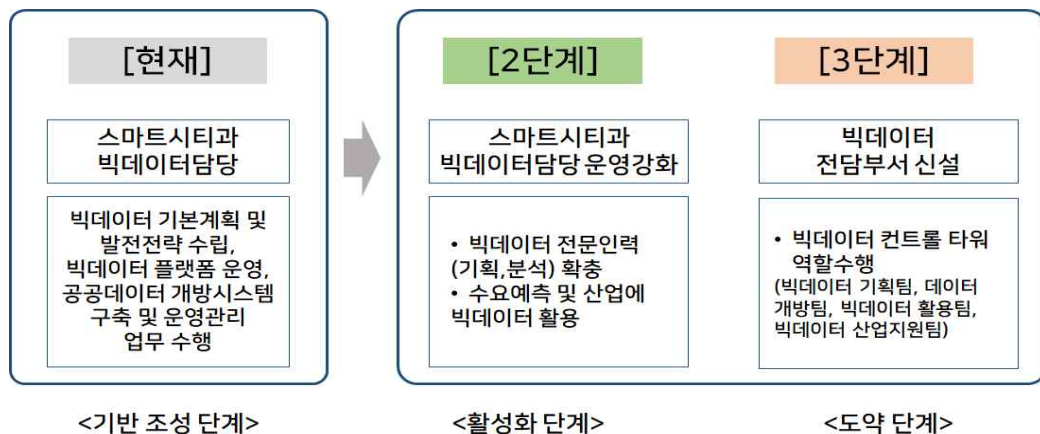 [현재]
스마트시티과
빅데이터담당
빅데이터 기본계획 및
발전전략 수립,
빅데이터 플랫폼 운영,
공공데이터 개방시스템
구축 및 운영관리
업무 수행
<기반 조성 단계>
[2단계]
스마트시티과
빅데이터담당 운영강화
• 빅데이터 전문인력
(기획,분석) 확충
• 수요예측 및 산업에
빅데이터 활용
<활성화 단계>
[3단계]
빅데이터
전담부서 신설
• 빅데이터 컨트롤 타워
역할수행
(빅데이터 기획팀, 데이터
개방팀, 빅데이터 활용팀,
빅데이터 산업지원팀)
<도약 단계>